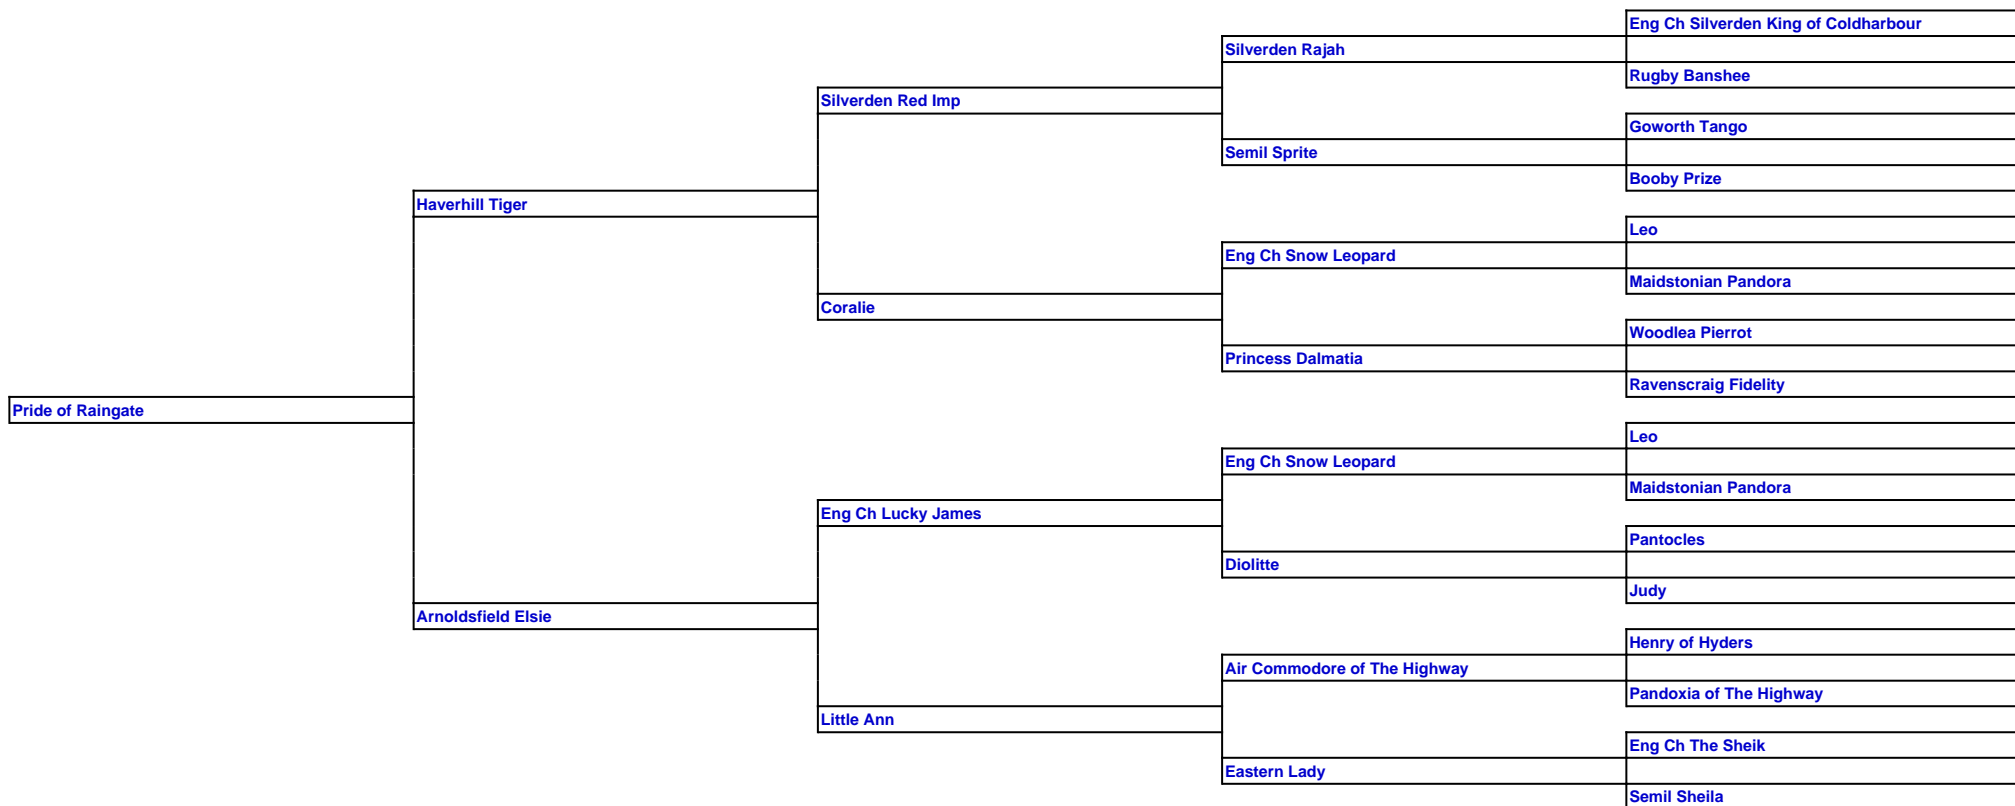 Eng Ch Silverden King of Coldharbour
Silverden Rajah
Rugby Banshee
Silverden Red Imp
Goworth Tango
Semil Sprite
Booby Prize
Haverhill Tiger
Leo
Eng Ch Snow Leopard
Maidstonian Pandora
Coralie
Woodlea Pierrot
Princess Dalmatia
Ravenscraig Fidelity
Pride of Raingate
Leo
Eng Ch Snow Leopard
Maidstonian Pandora
Eng Ch Lucky James
Pantocles
Diolitte
Judy
Arnoldsfield Elsie
Henry of Hyders
Air Commodore of The Highway
Pandoxia of The Highway
Little Ann
Eng Ch The Sheik
Eastern Lady
Semil Sheila